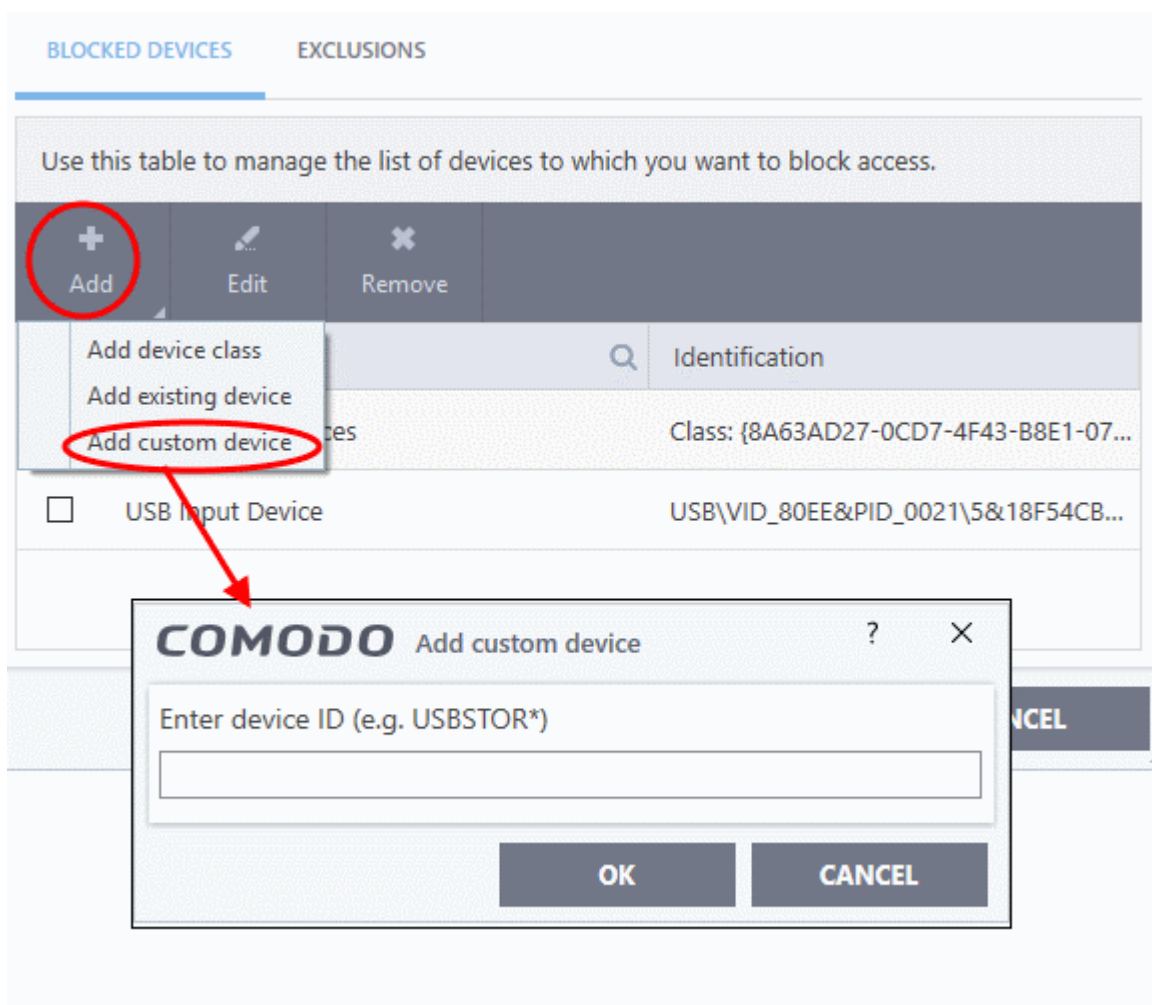 BLOCKED DEVICES EXCLUSIONS
Use this table to manage the list of devices to which you want to block access.
Add Edit Remove
Add device class
Identification
Add existing device
Add custom device
Class: {8A63AD27-0CD7-4F43-B8E1-07...
USB Input Device USB\VID_80EE&PID_0021\5&18F54CB...
COMODO Add custom device ?
Enter device ID (e.g. USBSTOR*)
OK CANCEL